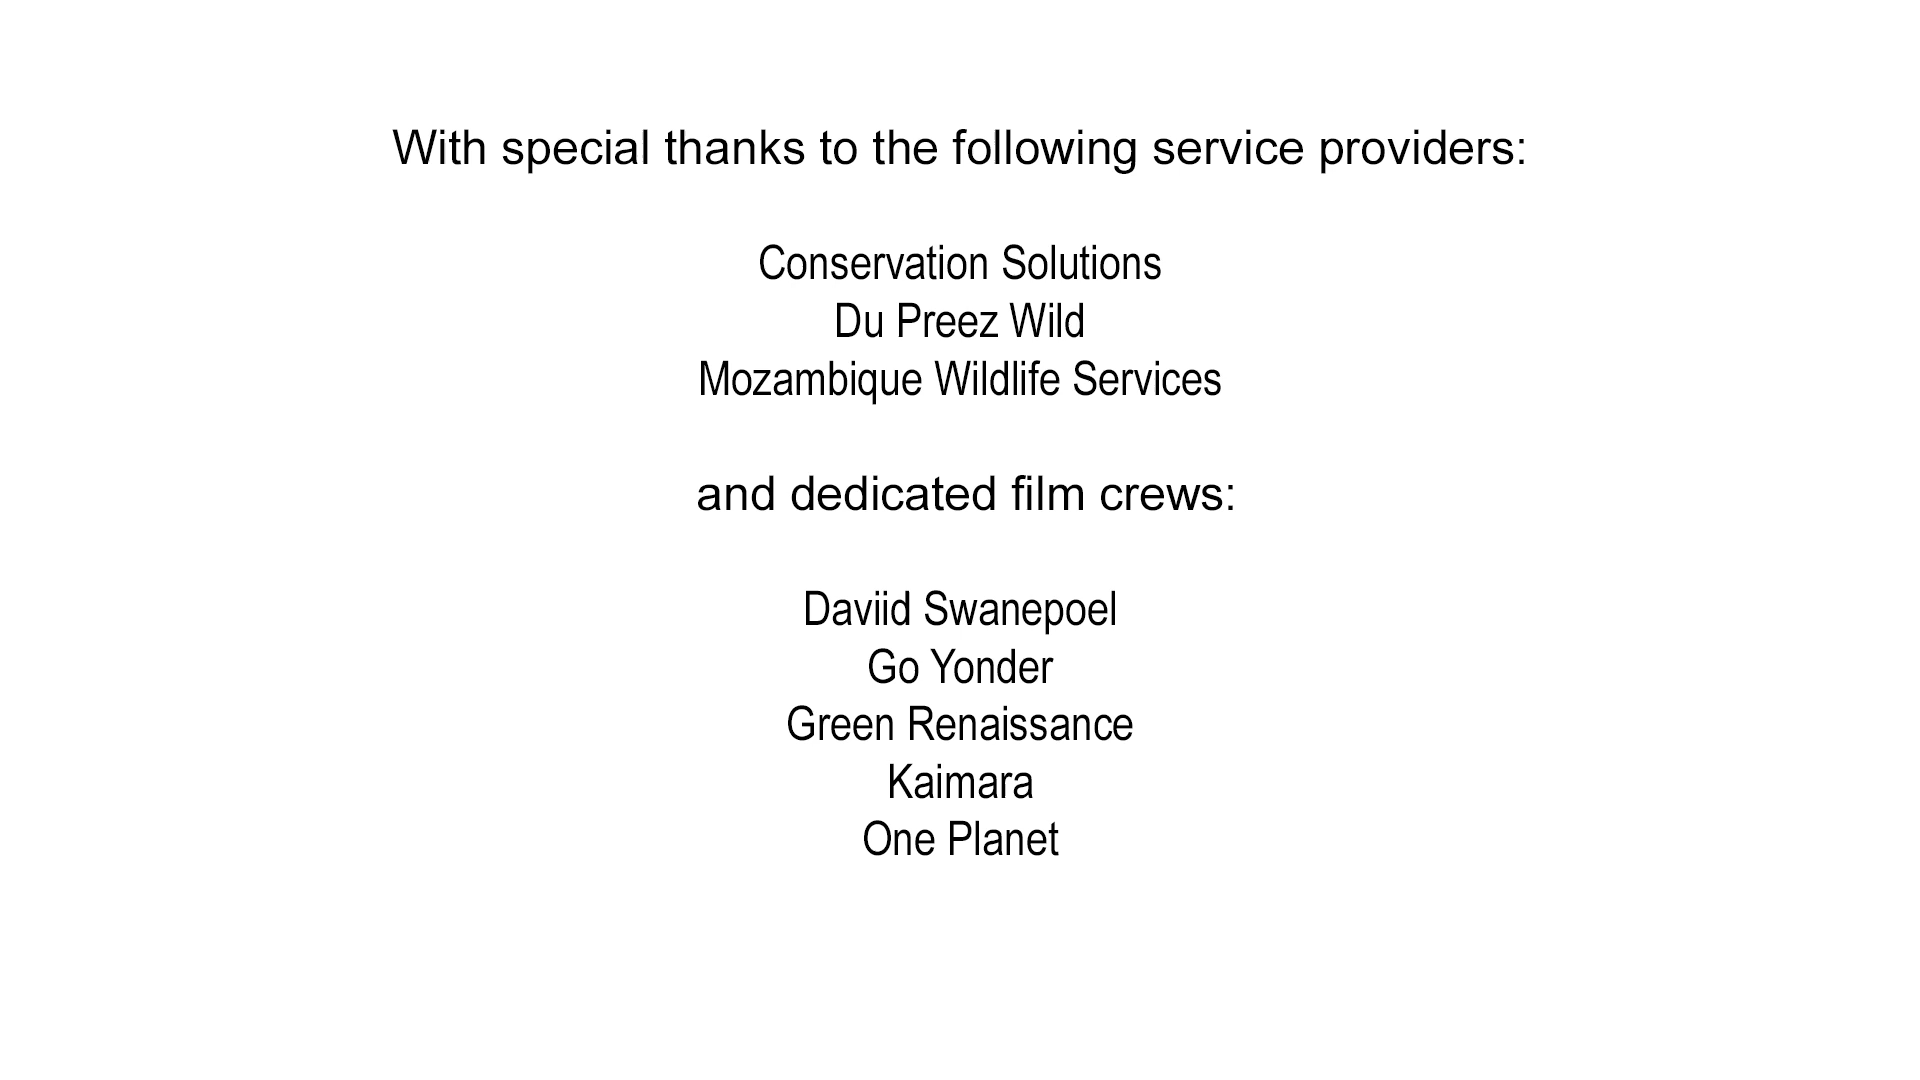 With special thanks to the following service providers:
Conservation Solutions
Du Preez Wild
Mozambique Wildlife Services
and dedicated film crews:
Daviid Swanepoel
Go Yonder
Green Renaissance
Kaimara
One Planet